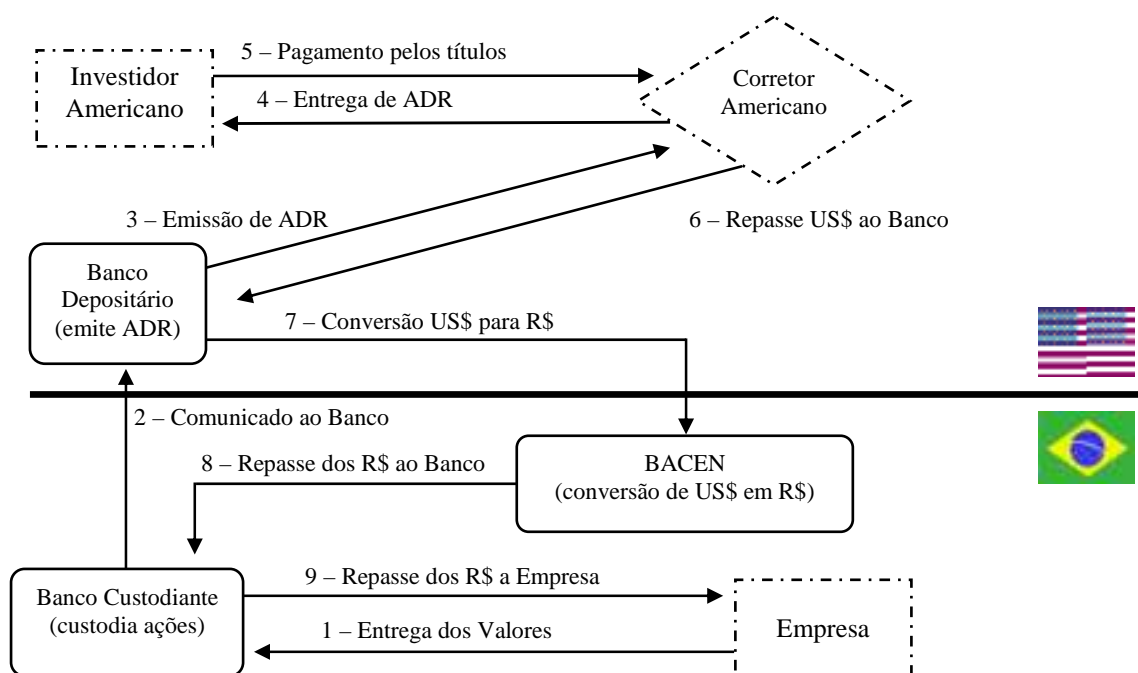 5 – Pagamento pelos títulos
Investidor
Americano
Corretor
Americano
4 – Entrega de ADR
3 – Emissão de ADR
6 – Repasse US$ ao Banco
Banco
Depositário
(emite ADR)
7 – Conversão US$ para R$
2 – Comunicado ao Banco
8 – Repasse dos R$ ao Banco
BACEN
(conversão de US$ em R$)
9 – Repasse dos R$ a Empresa
Banco Custodiante
(custodia ações)
1 – Entrega dos Valores
Empresa